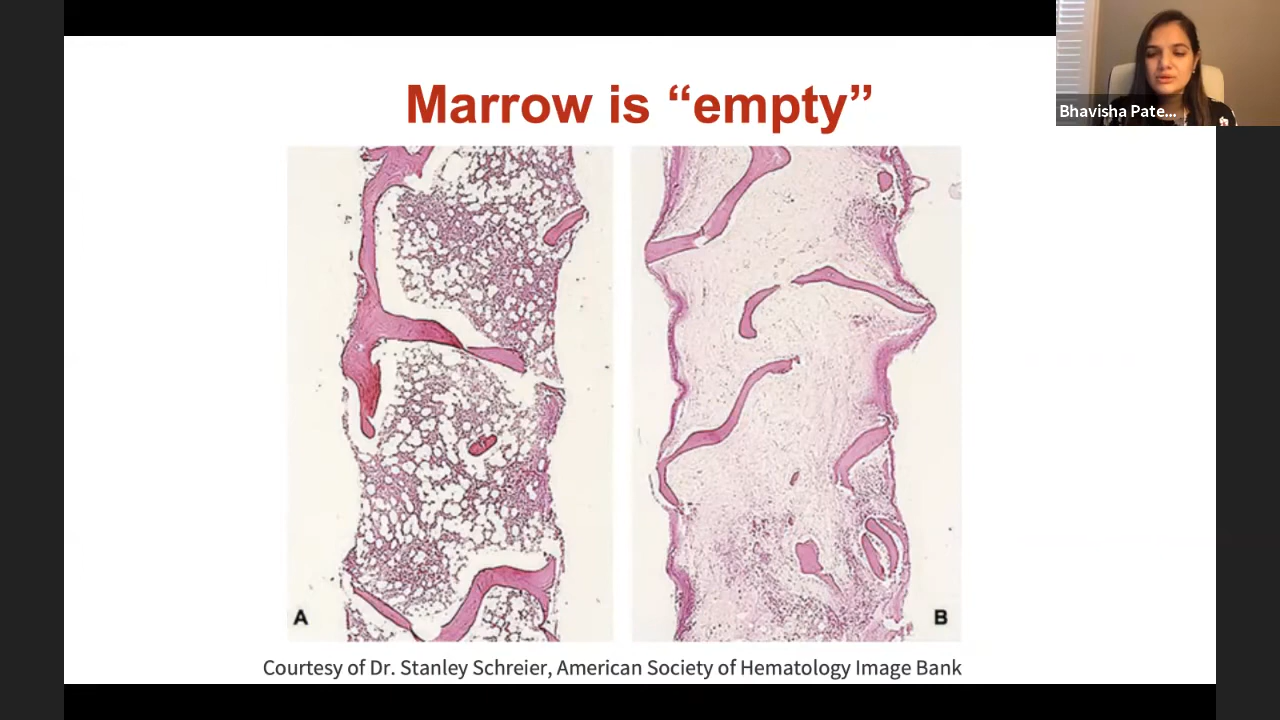 Marrow is “empty”
Bhavisha Pate...
A
B
Courtesy of Dr. Stanley Schreier, American Society of Hematology Image Bank